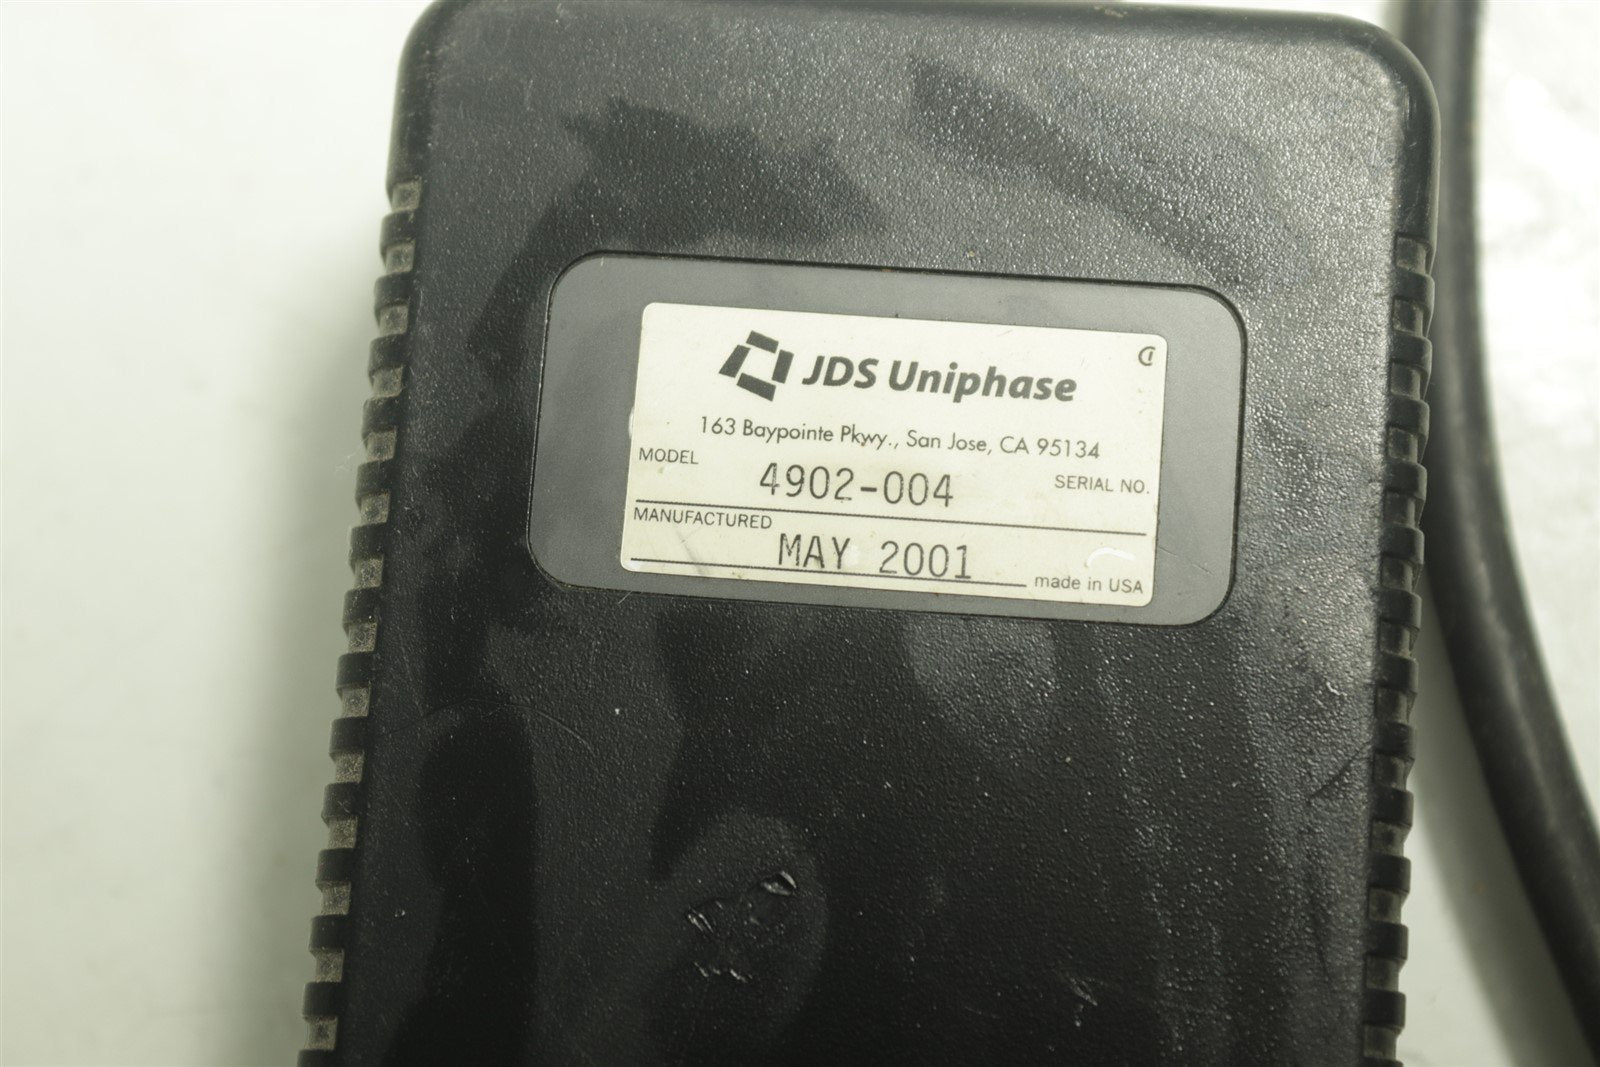 JDS Uniphase
163 Baypointe Pkwy., San Jose, CA 95134
MODEL 4902-004 SERIAL NO.
MANUFACTURED MAY 2001 made in USA